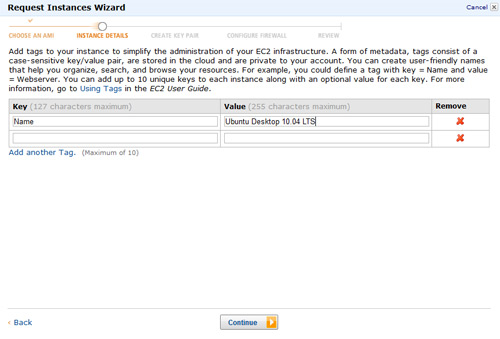 Request Instances Wizard
Cancel
CHOOSE AN AMI INSTANCE DETAILS CREATE KEY PAIR CONFIGURE FIREWALL REVIEW
Add tags to your instance to simplify the administration of your EC2 infrastructure. A form of metadata, tags consist of a
case-sensitive key/value pair, are stored in the cloud and are private to your account. You can create user-friendly names
that help you organize, search, and browse your resources. For example, you could define a tag with key = Name and value
= Webserver. You can add up to 10 unique keys to each instance along with an optional value for each key. For more
information, go to Using Tags in the EC2 User Guide.
Key (127 characters maximum) Value (255 characters maximum) Remove
Name Ubuntu Desktop 10.04 LTS
Add another Tag. (Maximum of 10)
‹ Back Continue